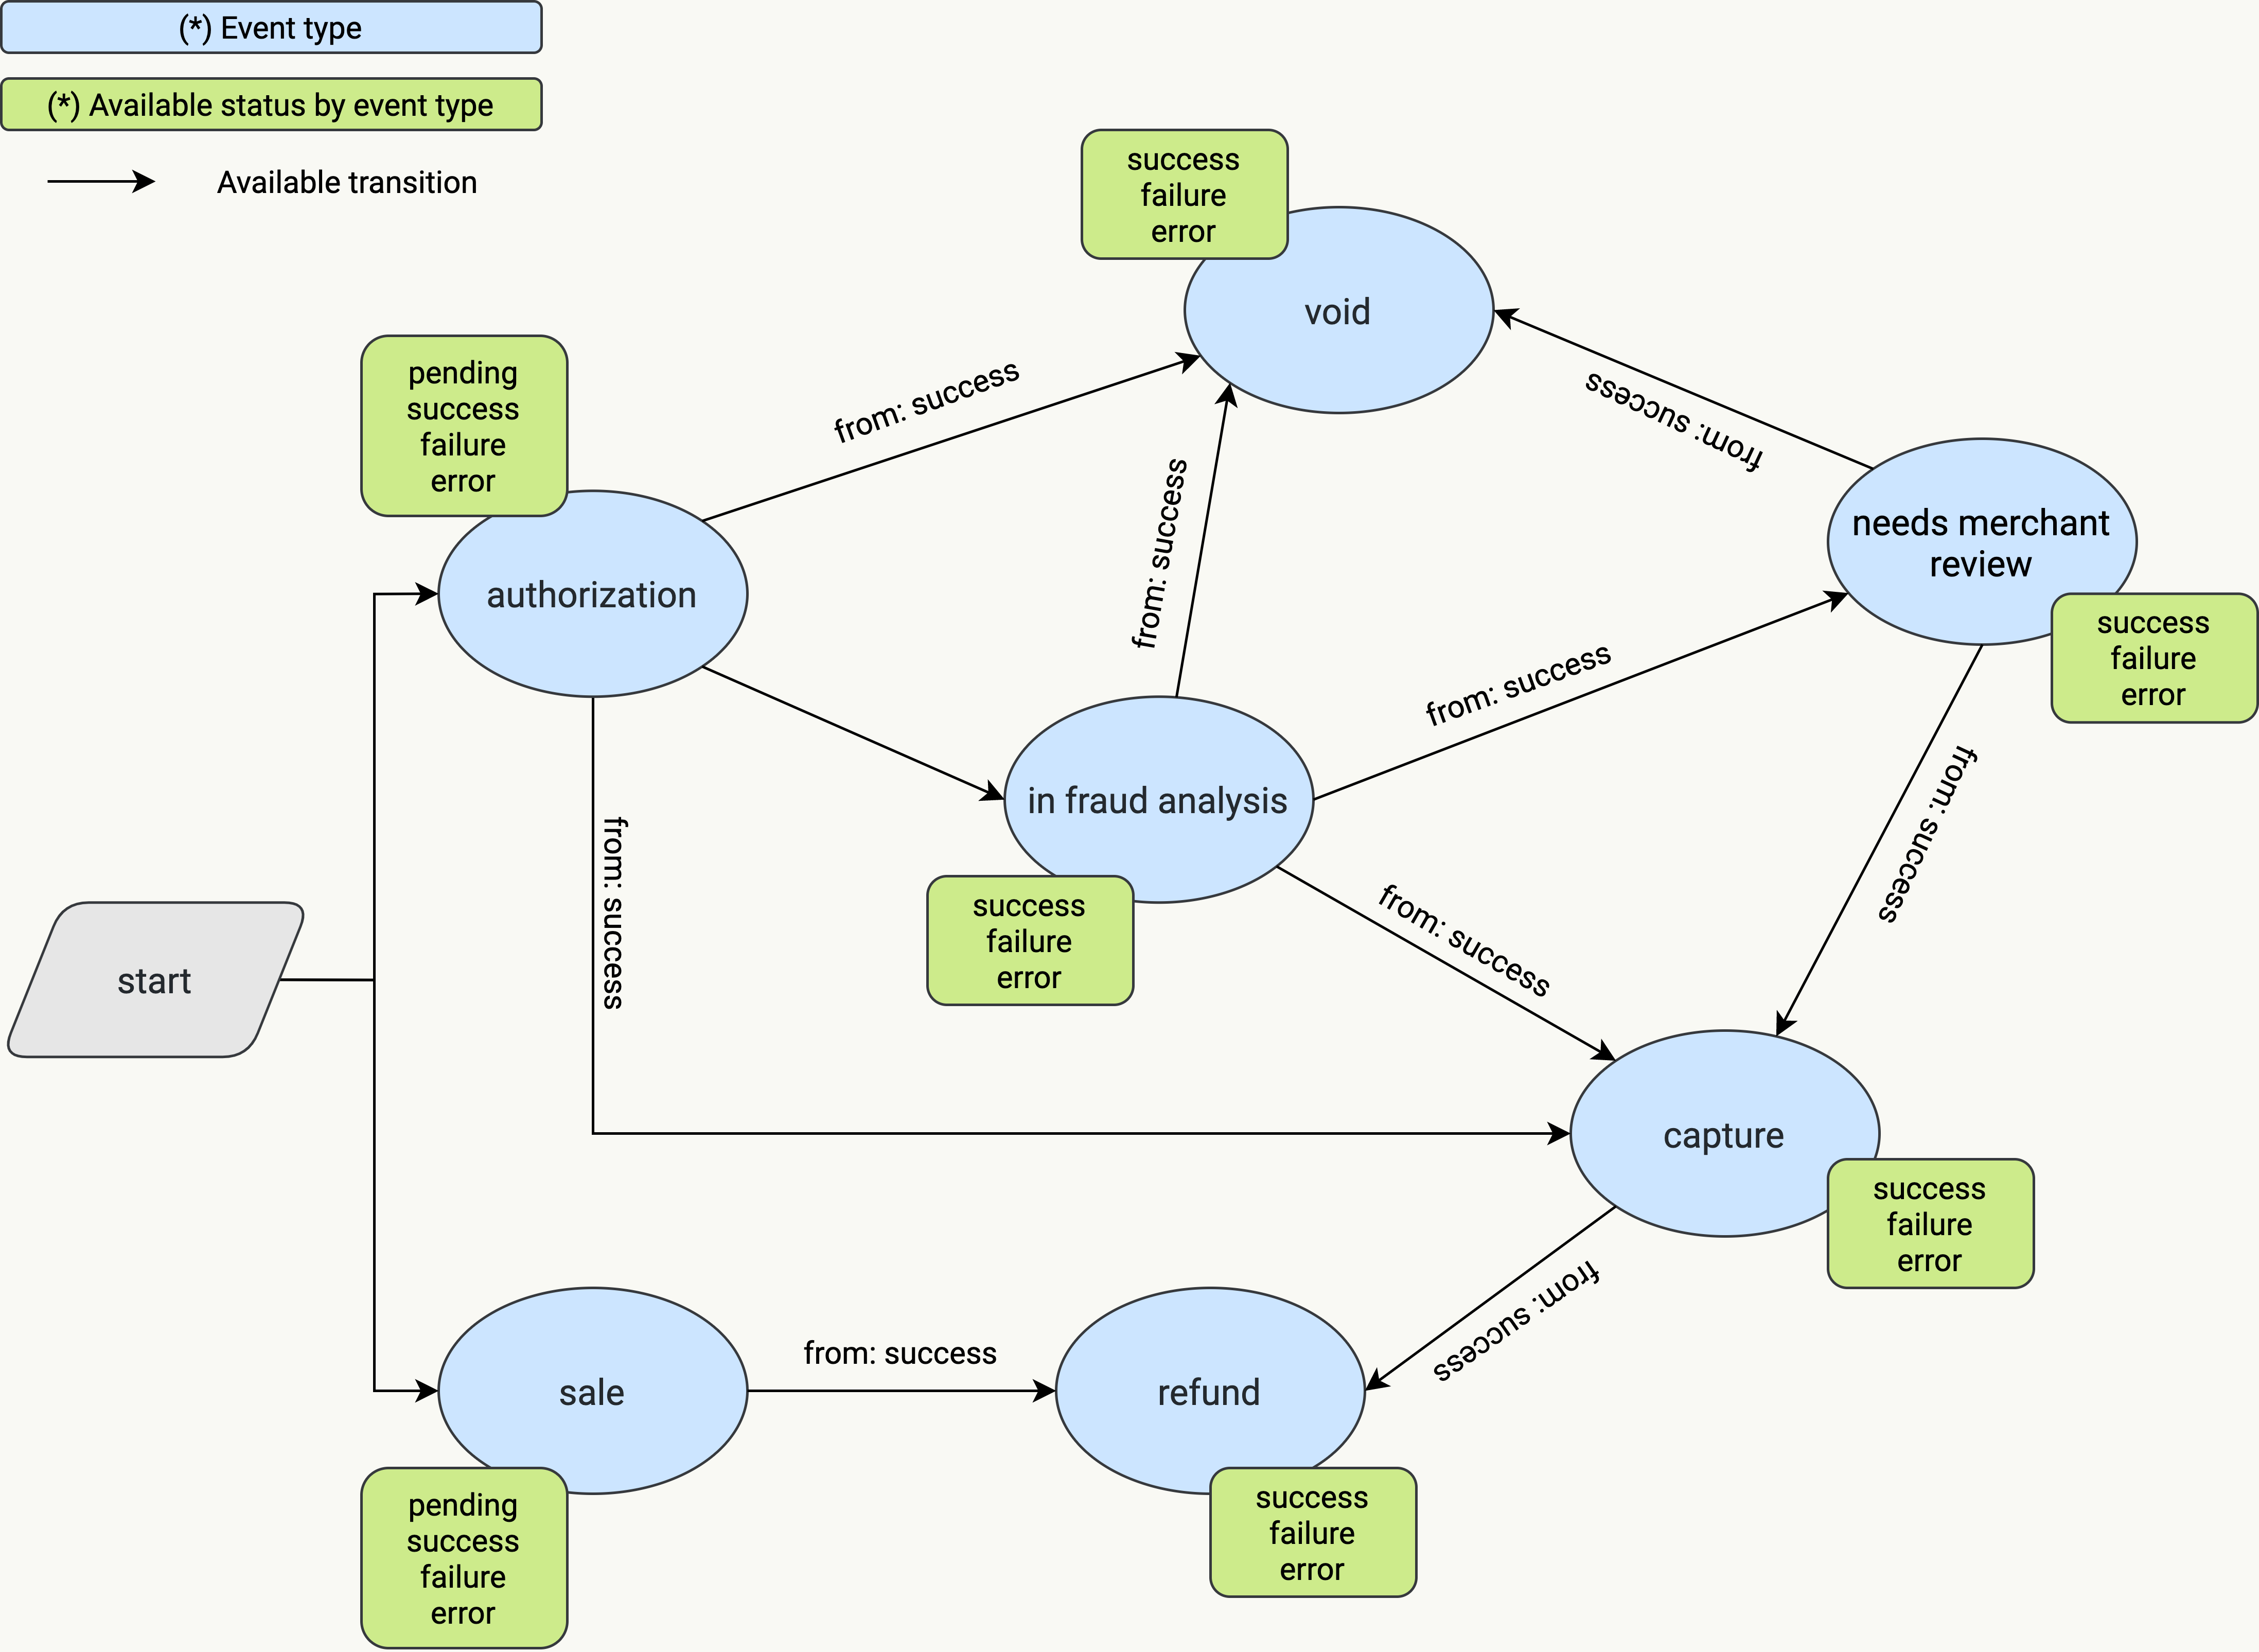 (*) Event type
(*) Available status by event type
Available transition
success
failure
error
void
pending
success
failure
error
from: success
from: success
authorization
from: success
needs merchant
review
success
failure
error
from: success
in fraud analysis
from: success
success
failure
error
from: success
from: success
start
capture
success
failure
error
from: success
sale
from: success
refund
pending
success
failure
error
success
failure
error